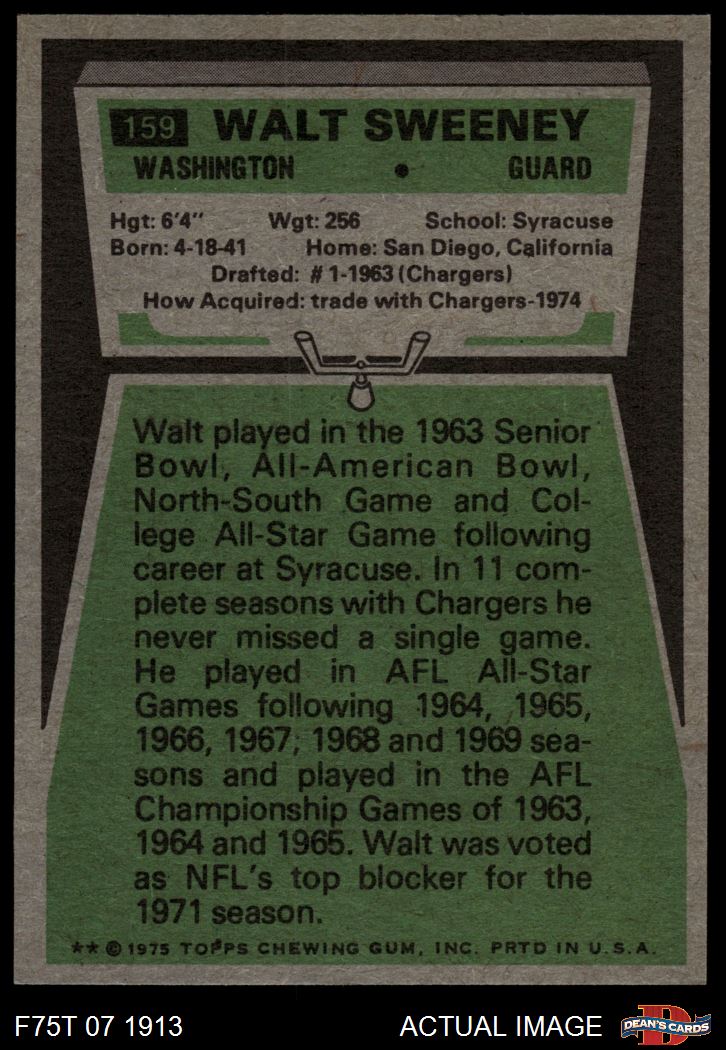 159 WALT SWEENEY
WASHINGTON • GUARD
Hgt: 6'4" Wgt: 256 School: Syracuse
Born: 4-18-41 Home: San Diego, California
Drafted: #1-1963 (Chargers)
How Acquired: trade with Chargers-1974
Walt played in the 1963 Senior
Bowl, All-American Bowl,
North-South Game and Col-
lege All-Star Game following
career at Syracuse. In 11 com-
plete seasons with Chargers he
never missed a single game.
He played in AFL All-Star
Games following 1964, 1965,
1966, 1967; 1968 and 1969 sea-
sons and played in the AFL
Championship Games of 1963,
1964 and 1965. Walt was voted
as NFL's top blocker for the
1971 season.
** © 1975 TOPPS CHEWING GUM, INC. PRTD IN U.S.A.
F75T 07 1913 ACTUAL IMAGE D DEAN'S CARDS